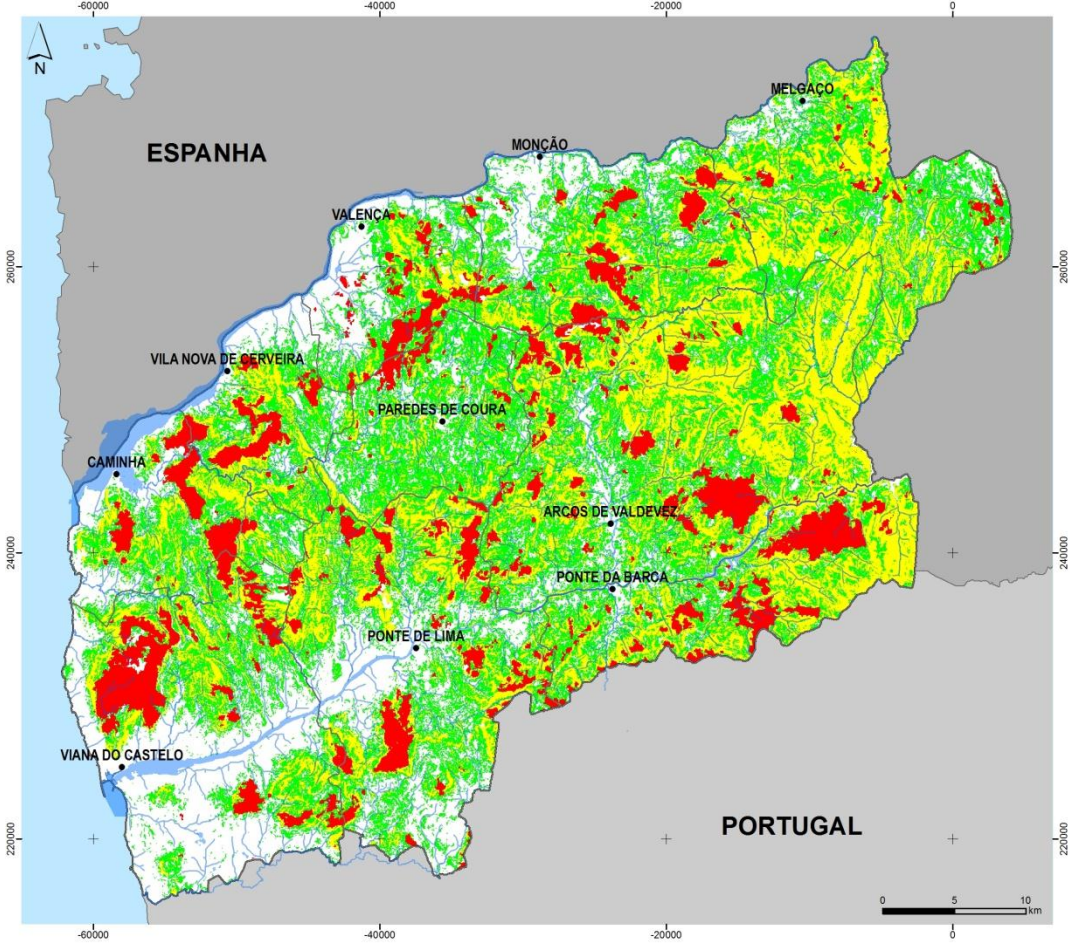 -60000 -40000 -20000 0
N
MELGAÇO
MONÇÃO
ESPANHA
VALENÇA
260000 260000
VILA NOVA DE CERVEIRA
PAREDES DE COURA
CAMINHA
ARCOS DE VALDEVEZ
240000 240000
PONTE DA BARCA
PONTE DE LIMA
VIANA DO CASTELO
PORTUGAL
220000 220000
0 5 10
km
-60000 -40000 -20000 0